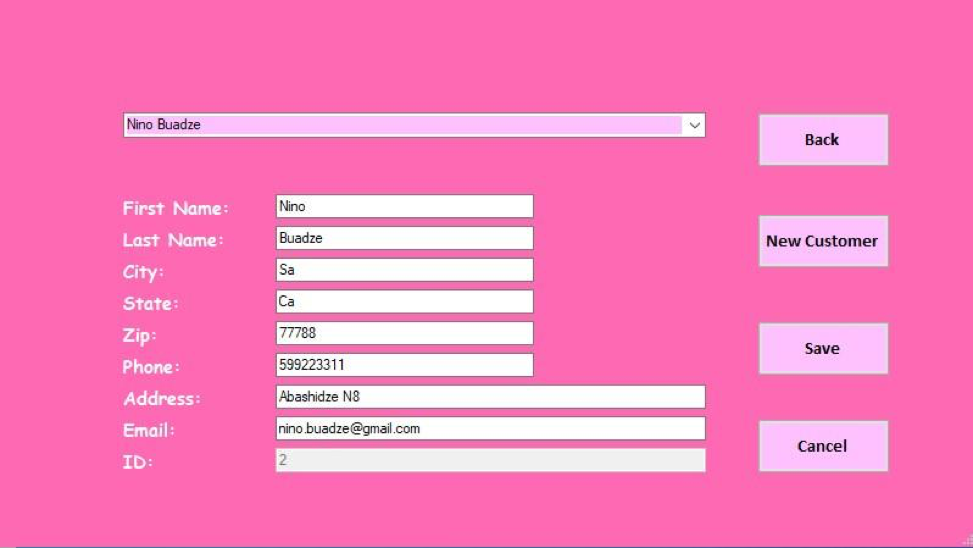 Nino Buadze
Back
First Name: Nino
Last Name: Buadze
New Customer
City: Sa
State: Ca
Zip: 77788
Save
Phone: 599223311
Address: Abashidze N8
Email: nino.buadze@gmail.com
Cancel
ID: 2